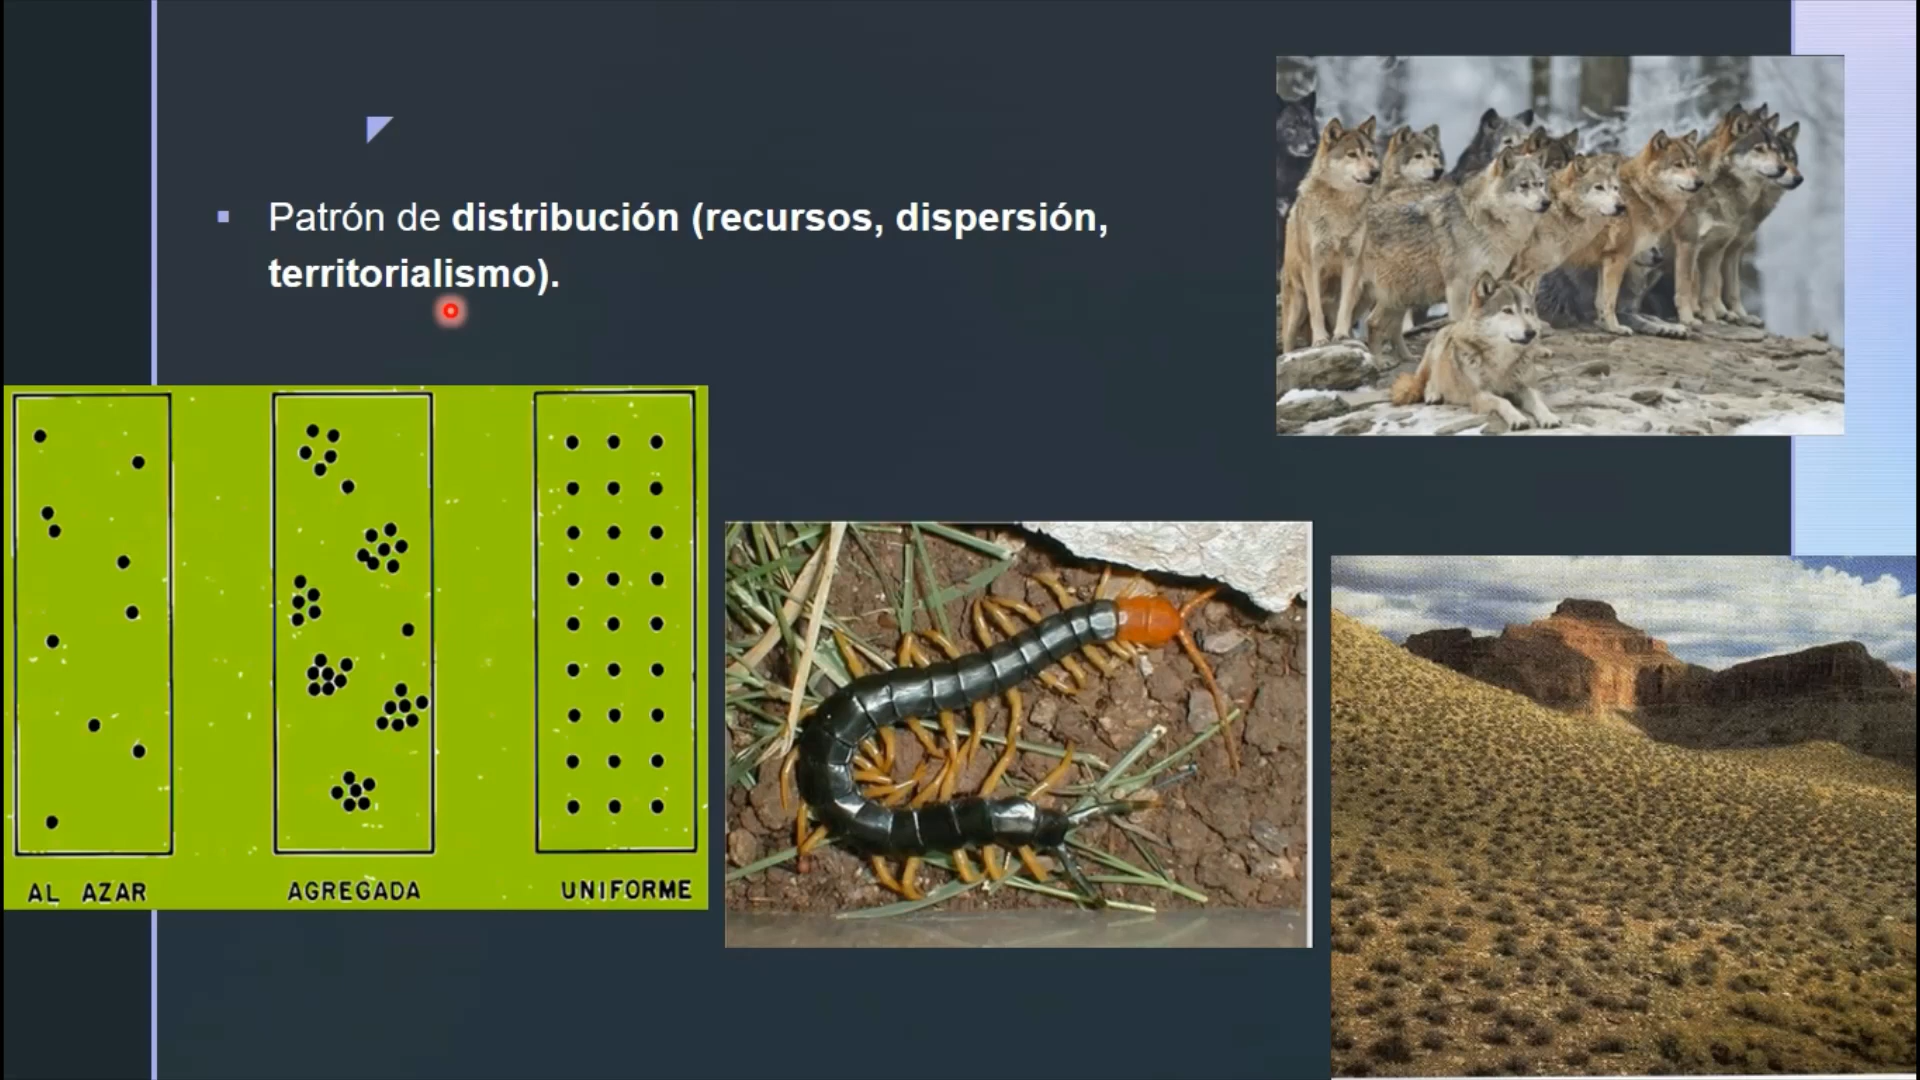 Patrón de distribución (recursos, dispersión,
territorialismo).
AL AZAR
AGREGADA
UNIFORME